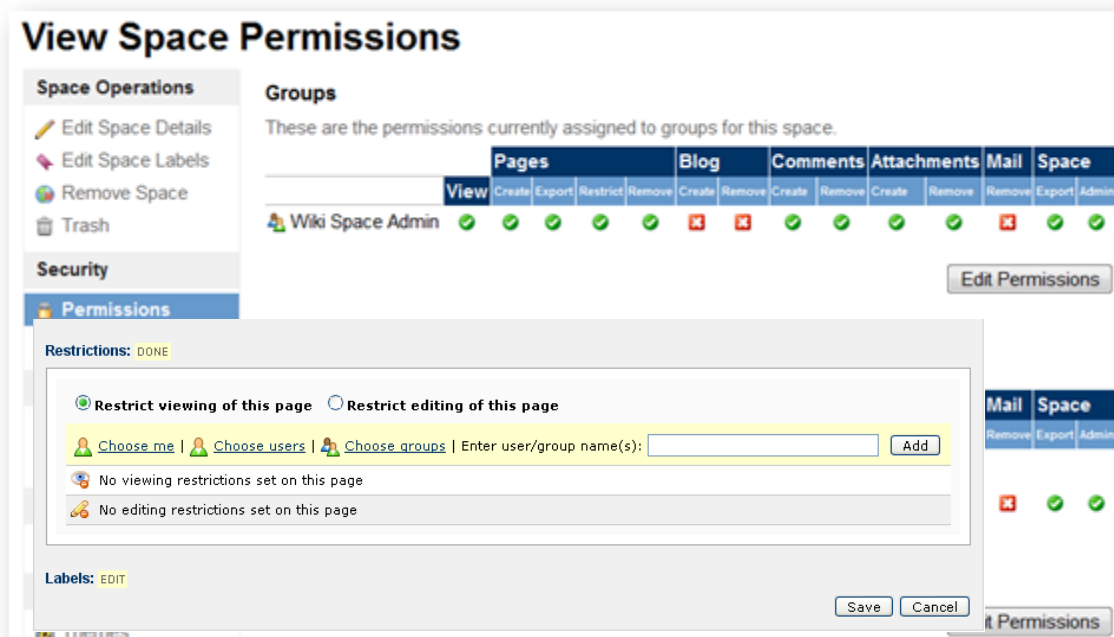 View Space Permissions
Space Operations
Edit Space Details
Edit Space Labels
Remove Space
Trash
Security
Permissions
Groups
These are the permissions currently assigned to groups for this space.
Pages Blog Comments Attachments Mail Space
View Create Export Restrict Remove Create Remove Create Remove Create Remove Remove Export Admin
Wiki Space Admin
Edit Permissions
Restrictions: DONE
Restrict viewing of this page Restrict editing of this page
Choose me | Choose users | Choose groups | Enter user/group name(s): Add
No viewing restrictions set on this page
No editing restrictions set on this page
Labels: EDIT
Save Cancel
Mail Space
Remove Export Admin
it Permissions
Themes